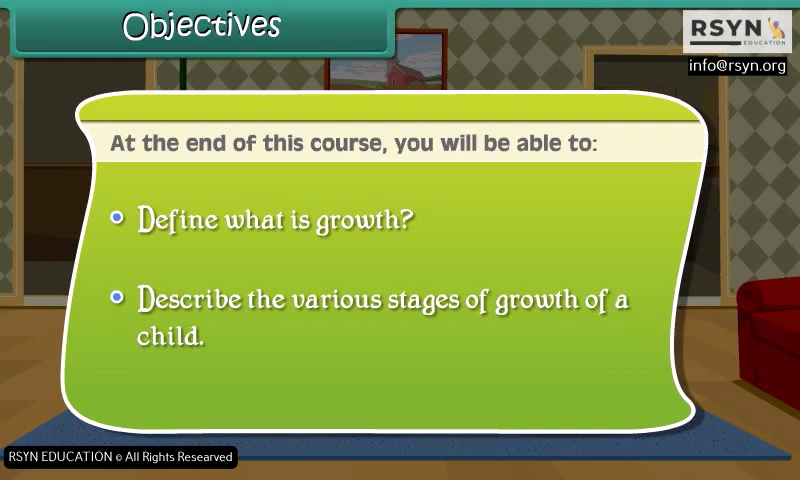 Objectives
RSYN
EDUCATION
info@rsyn.org
At the end of this course, you will be able to:
Define what is growth?
Describe the various stages of growth of a
child.
RSYN EDUCATION © All Rights Researved